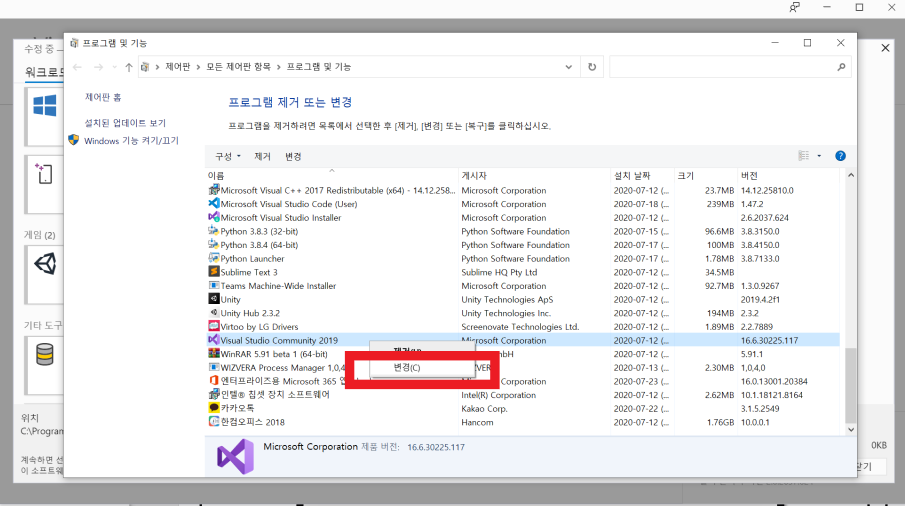 수정 중 —
프로그램 및 기능
제어판 > 모든 제어판 항목 > 프로그램 및 기능
워크로드
제어판 홈
설치된 업데이트 보기
Windows 기능 켜기/끄기
프로그램 제거 또는 변경
프로그램을 제거하려면 목록에서 선택한 후 [제거], [변경] 또는 [복구]를 클릭하십시오.
구성 제거 변경
이름 게시자 설치 날짜 크기 버전
Microsoft Visual C++ 2017 Redistributable (x64) - 14.12.258... Microsoft Corporation 2020-07-12 (... 23.7MB 14.12.25810.0
Microsoft Visual Studio Code (User) Microsoft Corporation 2020-07-18 (... 239MB 1.47.2
Microsoft Visual Studio Installer Microsoft Corporation 2020-07-12 (... 2.6.2037.624
Python 3.8.3 (32-bit) Python Software Foundation 2020-07-15 (... 96.6MB 3.8.3150.0
Python 3.8.4 (64-bit) Python Software Foundation 2020-07-17 (... 100MB 3.8.4150.0
Python Launcher Python Software Foundation 2020-07-17 (... 1.78MB 3.8.7133.0
Sublime Text 3 Sublime HQ Pty Ltd 2020-07-12 (... 34.5MB
Teams Machine-Wide Installer Microsoft Corporation 2020-07-12 (... 92.7MB 1.3.0.9267
Unity Unity Technologies ApS 2020-07-12 (... 2019.4.2f1
Unity Hub 2.3.2 Unity Technologies Inc. 2020-07-12 (... 194MB 2.3.2
Virtoo by LG Drivers Screenovate Technologies Ltd. 2020-07-12 (... 1.89MB 2.2.7889
Visual Studio Community 2019 Microsoft Corporation 2020-07-12 (... 16.6.30225.117
제거(U)
WinRAR 5.91 beta 1 (64-bit) mbH 2020-07-12 (... 5.91.1
변경(C)
WIZVERA Process Manager 1,0,4 2020-07-13 (... 2.30MB 1,0,4,0
엔터프라이즈용 Microsoft 365 앱 Corporation 2020-07-23 (... 16.0.13001.20384
인텔® 칩셋 장치 소프트웨어 Intel(R) Corporation 2020-07-12 (... 2.62MB 10.1.18121.8164
카카오톡 Kakao Corp. 2020-07-22 (... 3.1.5.2549
한컴오피스 2018 Hancom 2020-07-12 (... 1.76GB 10.0.0.1
Microsoft Corporation 제품 버전: 16.6.30225.117
게임 (2)
기타 도구
위치
C:\Program
계속하면 선
이 소프트웨
0KB
닫기